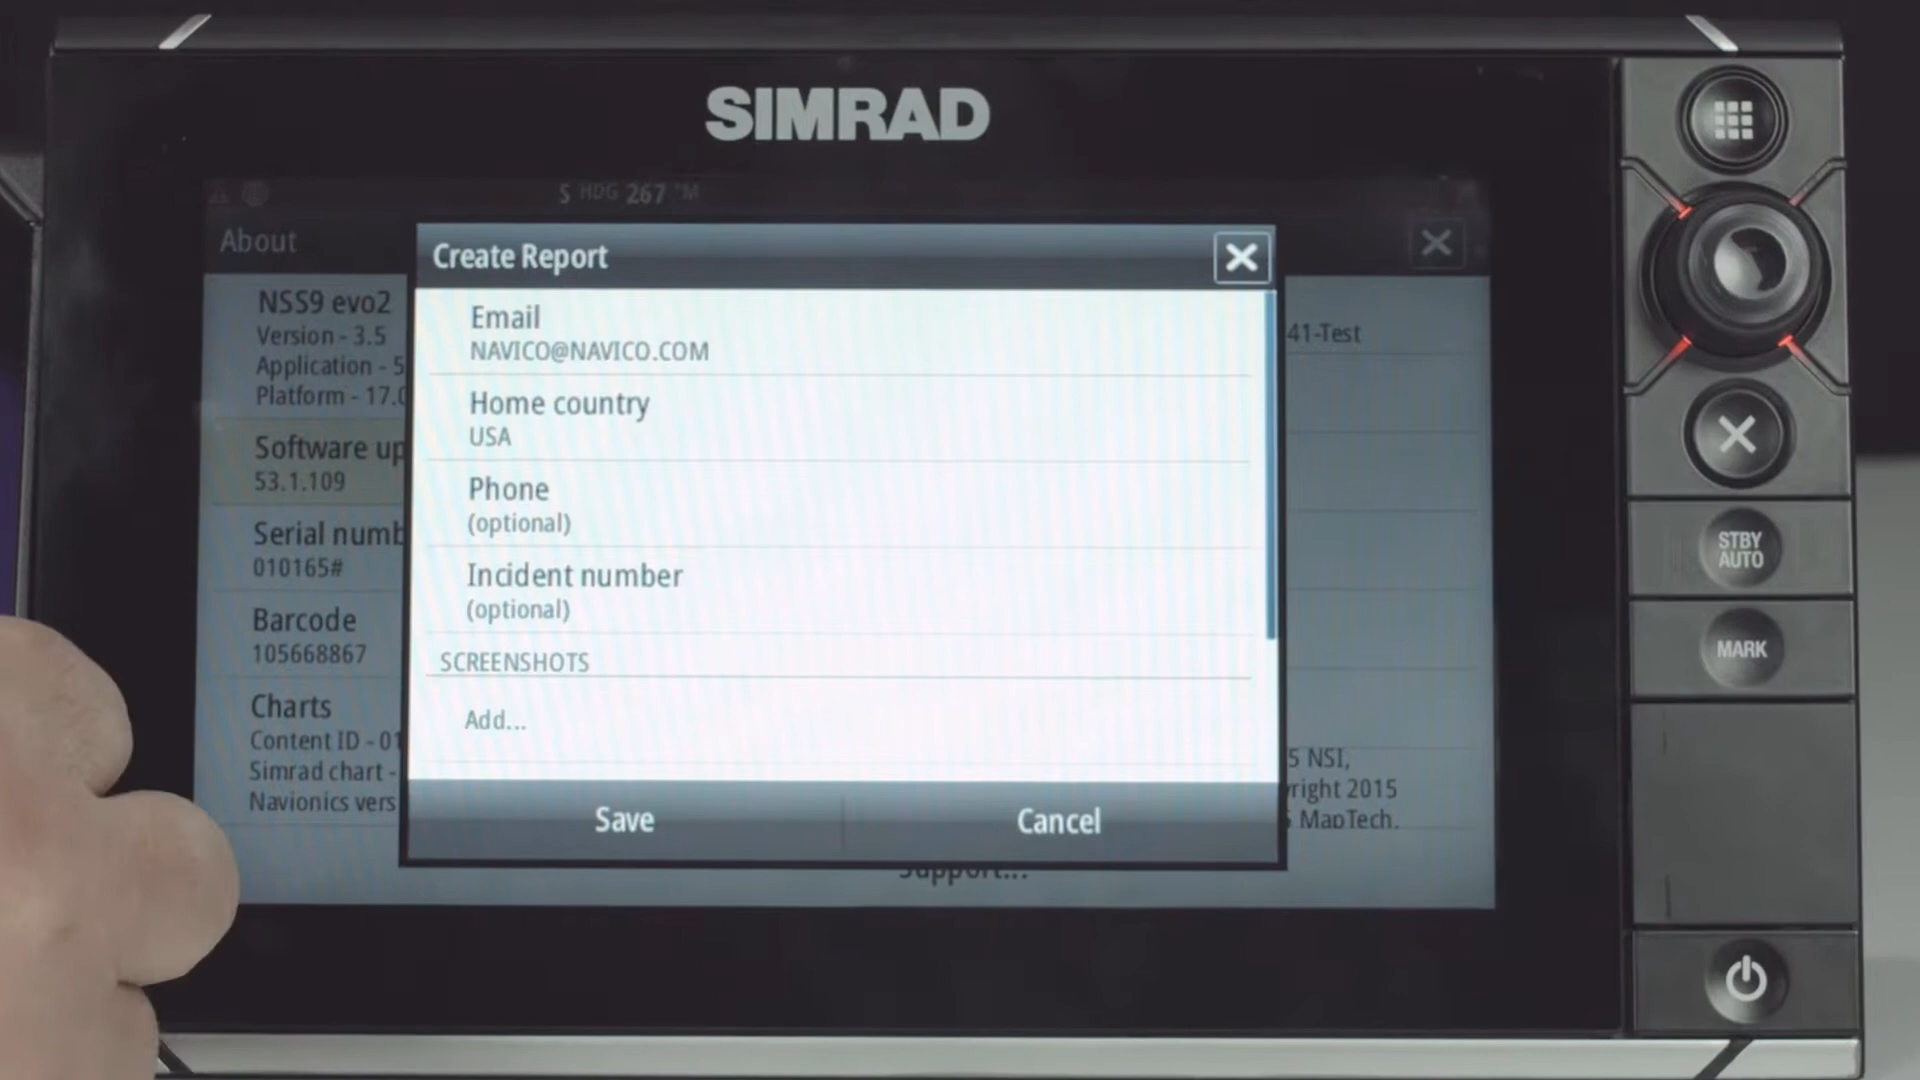 SIMRAD
S HDG 267 °M
About
Create Report
NSS9 evo2
Version - 3.5
Application - 5
Platform - 17.0
Software up
53.1.109
Serial numb
010165#
Barcode
105668867
Charts
Content ID - 01
Simrad chart -
Navionics vers
Email
NAVICO@NAVICO.COM
Home country
USA
Phone
(optional)
Incident number
(optional)
SCREENSHOTS
Add...
Save
Cancel
41-Test
5 NSI,
right 2015
MapTech.
Support...
STBY
AUTO
MARK